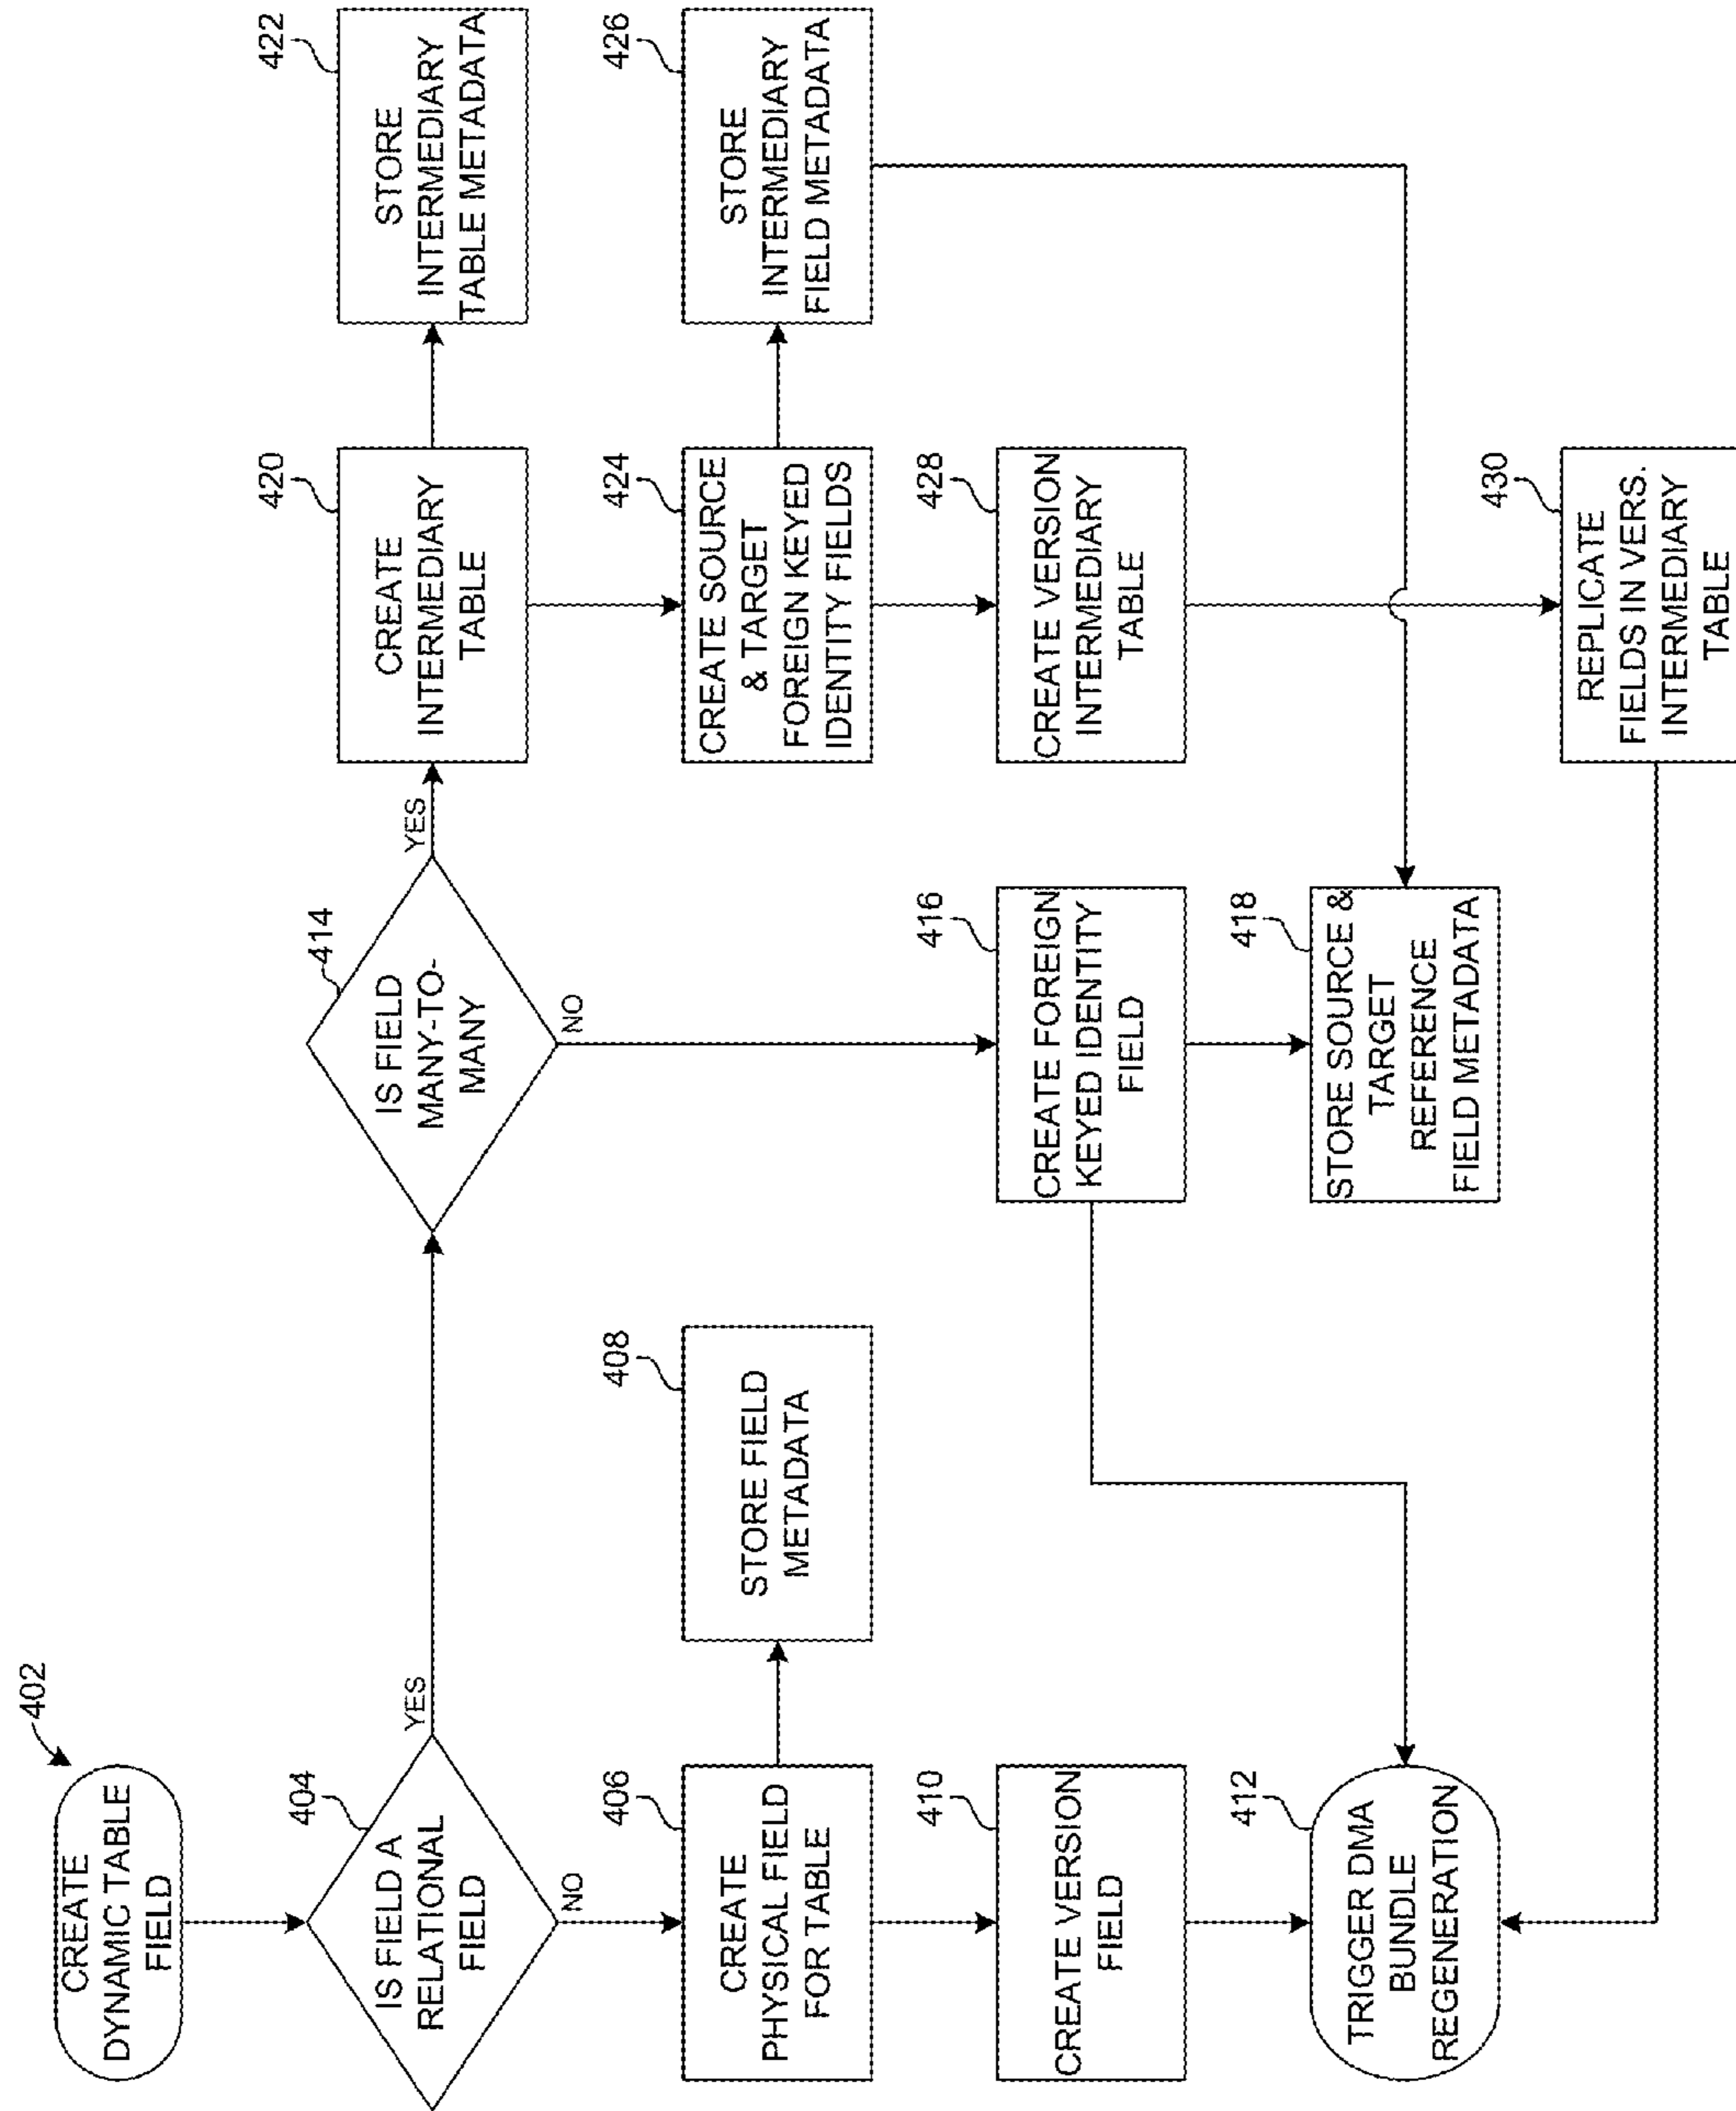 402
CREATE
DYNAMIC TABLE
FIELD
404
IS FIELD A
RELATIONAL
FIELD
YES
NO
406
CREATE
PHYSICAL FIELD
FOR TABLE
408
STORE FIELD
METADATA
410
CREATE VERSION
FIELD
412
TRIGGER DMA
BUNDLE
REGENERATION
414
IS FIELD
MANY-TO-
MANY
YES
NO
416
CREATE FOREIGN
KEYED IDENTITY
FIELD
418
STORE SOURCE &
TARGET
REFERENCE
FIELD METADATA
420
CREATE
INTERMEDIARY
TABLE
422
STORE
INTERMEDIARY
TABLE METADATA
424
CREATE SOURCE
& TARGET
FOREIGN KEYED
IDENTITY FIELDS
426
STORE
INTERMEDIARY
FIELD METADATA
428
CREATE VERSION
INTERMEDIARY
TABLE
430
REPLICATE
FIELDS IN VERS.
INTERMEDIARY
TABLE